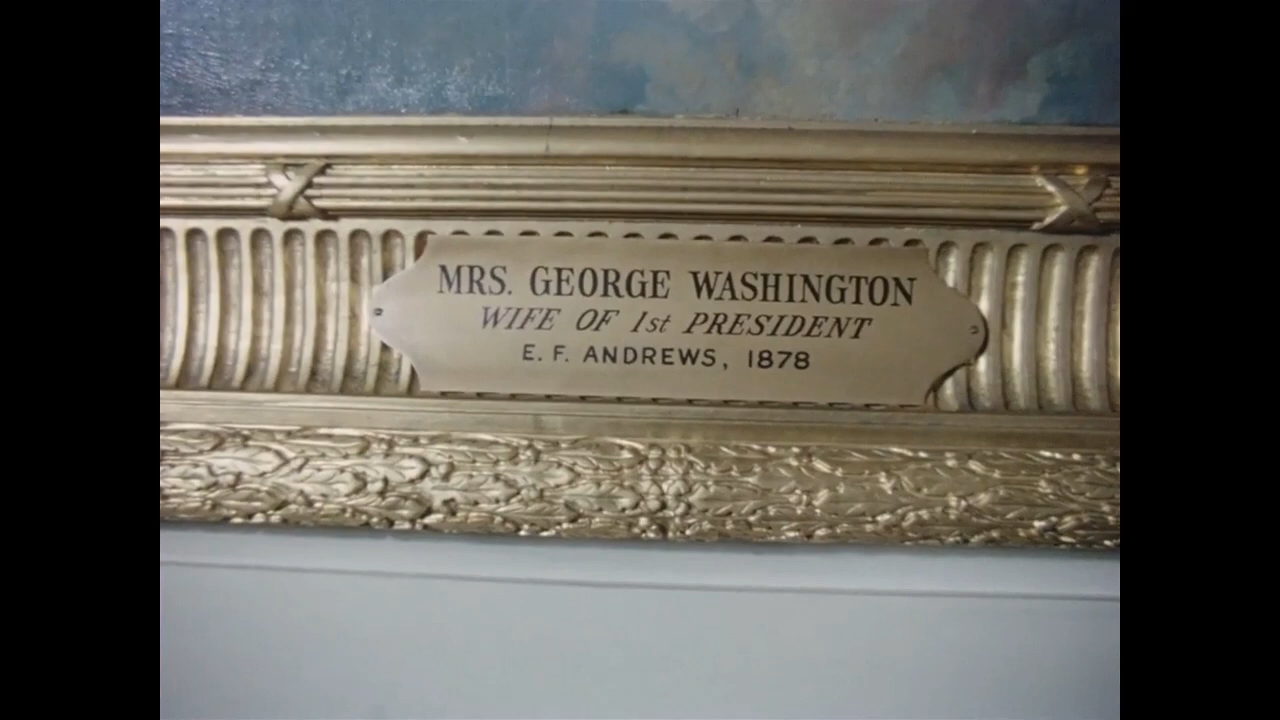 MRS. GEORGE WASHINGTON
WIFE OF 1st PRESIDENT
E. F. ANDREWS, 1878